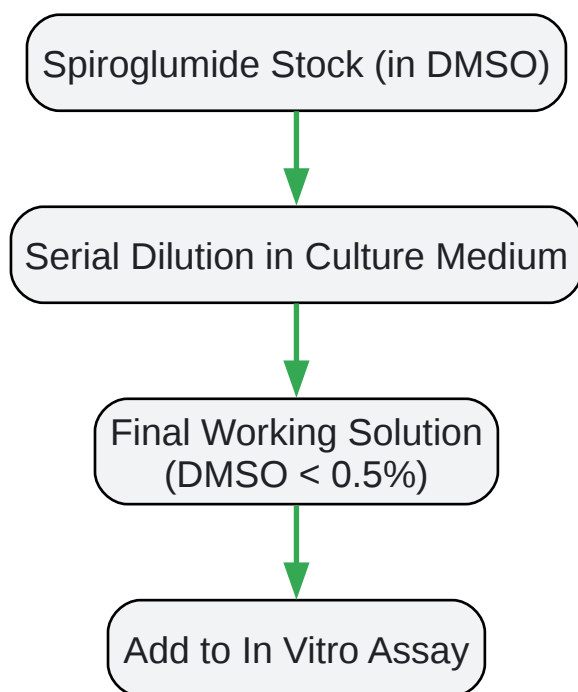 Spiroglumide Stock (in DMSO)
Serial Dilution in Culture Medium
Final Working Solution
(DMSO < 0.5%)
Add to In Vitro Assay